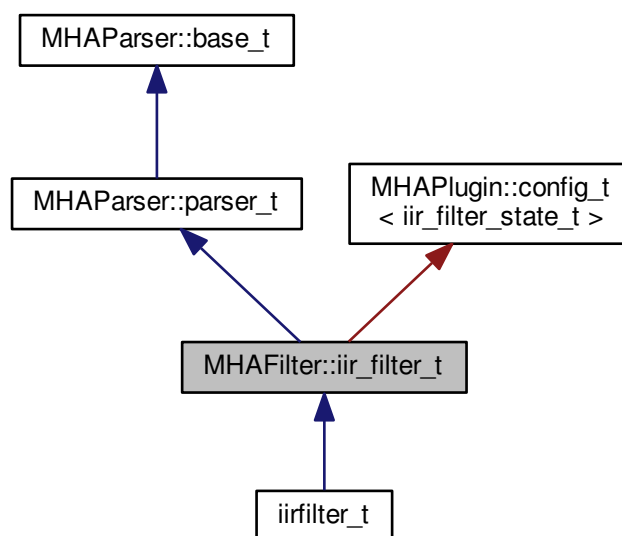 MHAParser::base_t
MHAParser::parser_t
MHAPlugin::config_t
< iir_filter_state_t >
MHAFilter::iir_filter_t
iirfilter_t